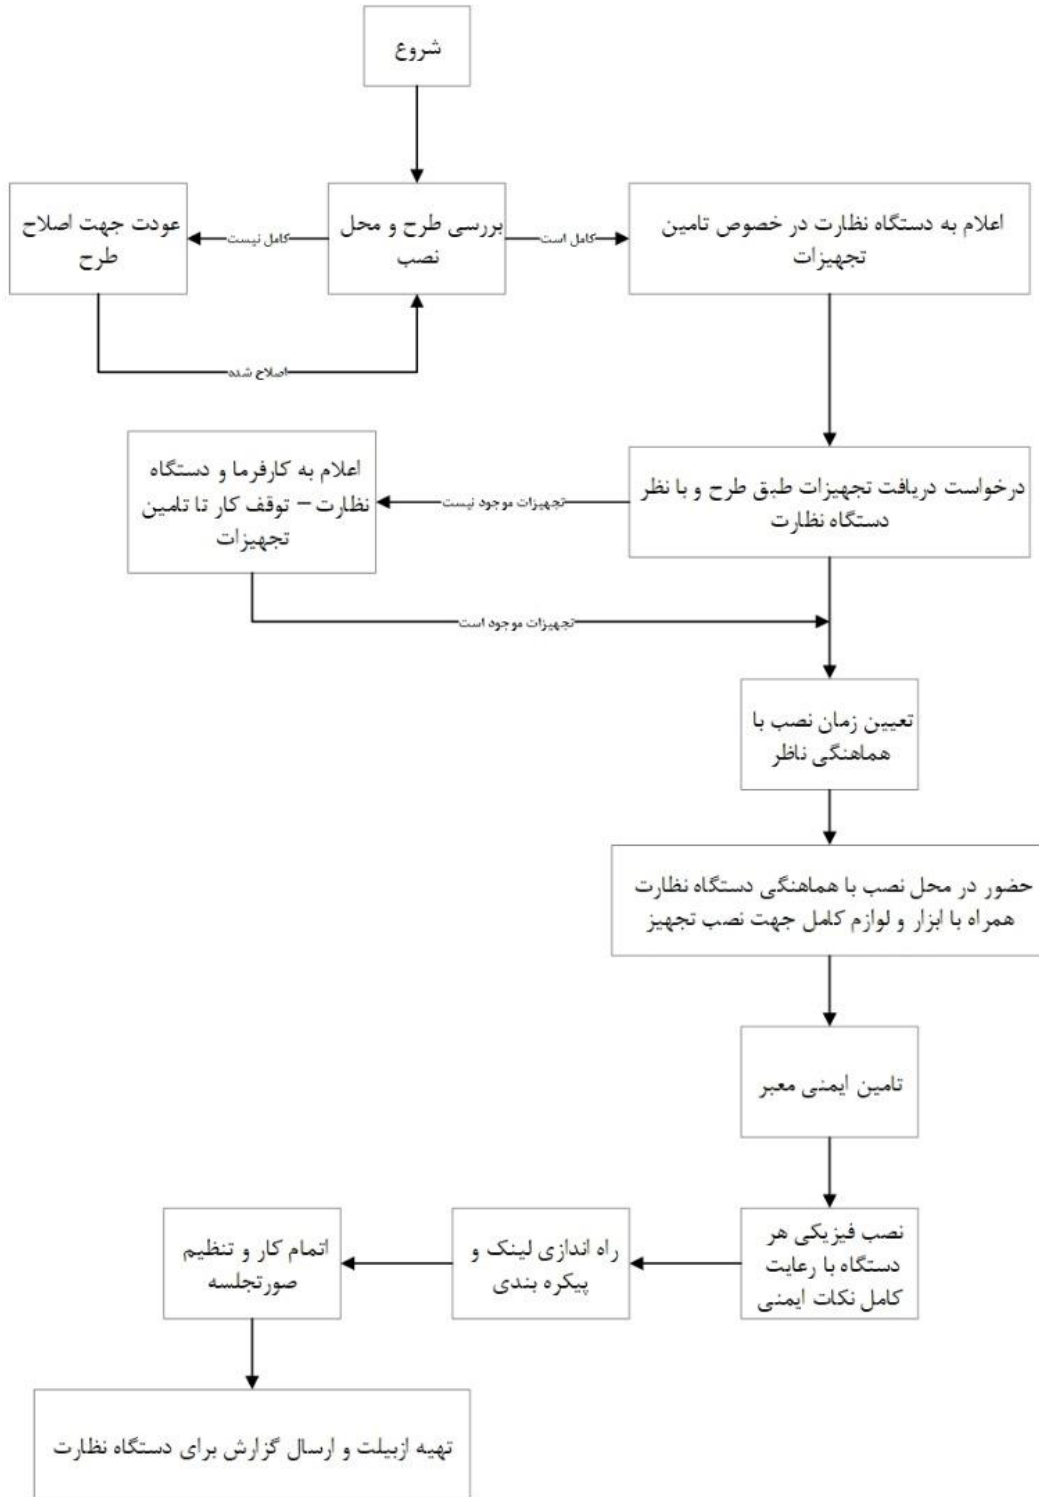 شروع
بررسی طرح و محل
نصب
کامل نیست
عودت جهت اصلاح
طرح
اصلاح شده
کامل است
اعلام به دستگاه نظارت در خصوص تامین
تجهیزات
درخواست دریافت تجهیزات طبق طرح و با نظر
دستگاه نظارت
تجهیزات موجود نیست
اعلام به کارفرما و دستگاه
نظارت – توقف کار تا تامین
تجهیزات
تجهیزات موجود است
تعیین زمان نصب با
هماهنگی ناظر
حضور در محل نصب با هماهنگی دستگاه نظارت
همراه با ابزار و لوازم کامل جهت نصب تجهیز
تامین ایمنی معبر
نصب فیزیکی هر
دستگاه با رعایت
کامل نکات ایمنی
راه اندازی لینک و
پیکره بندی
اتمام کار و تنظیم
صورتجلسه
تهیه ازبیلت و ارسال گزارش برای دستگاه نظارت